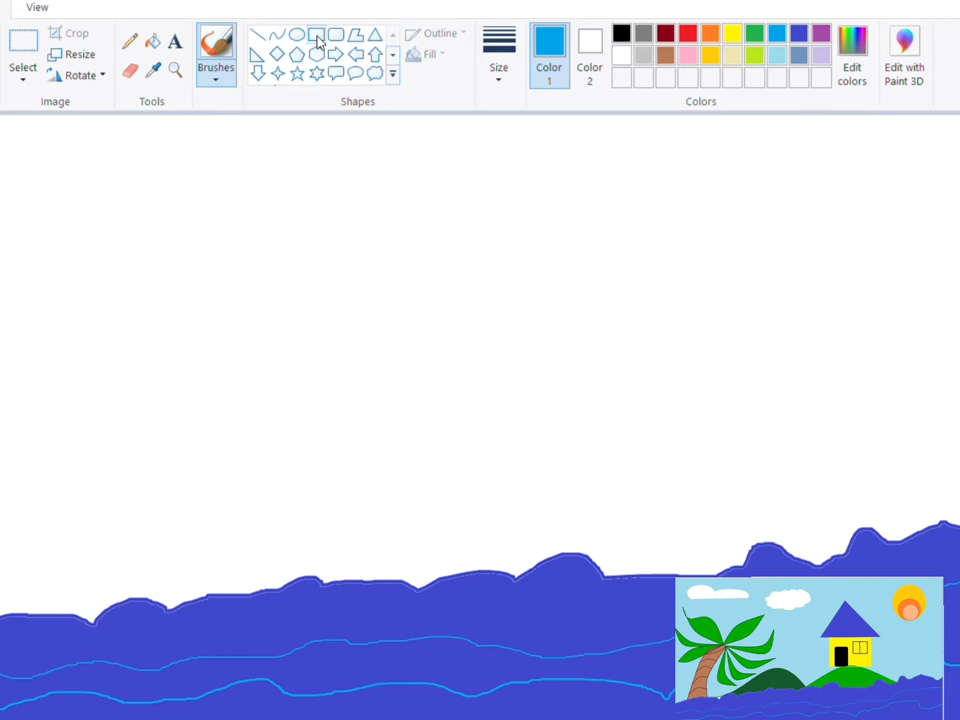 View
Select
Crop
Resize
Rotate
Image
A
Tools
Brushes
Shapes
Outline
Fill
Size
Color
1
Color
2
Edit
colors
Edit with
Paint 3D
Colors